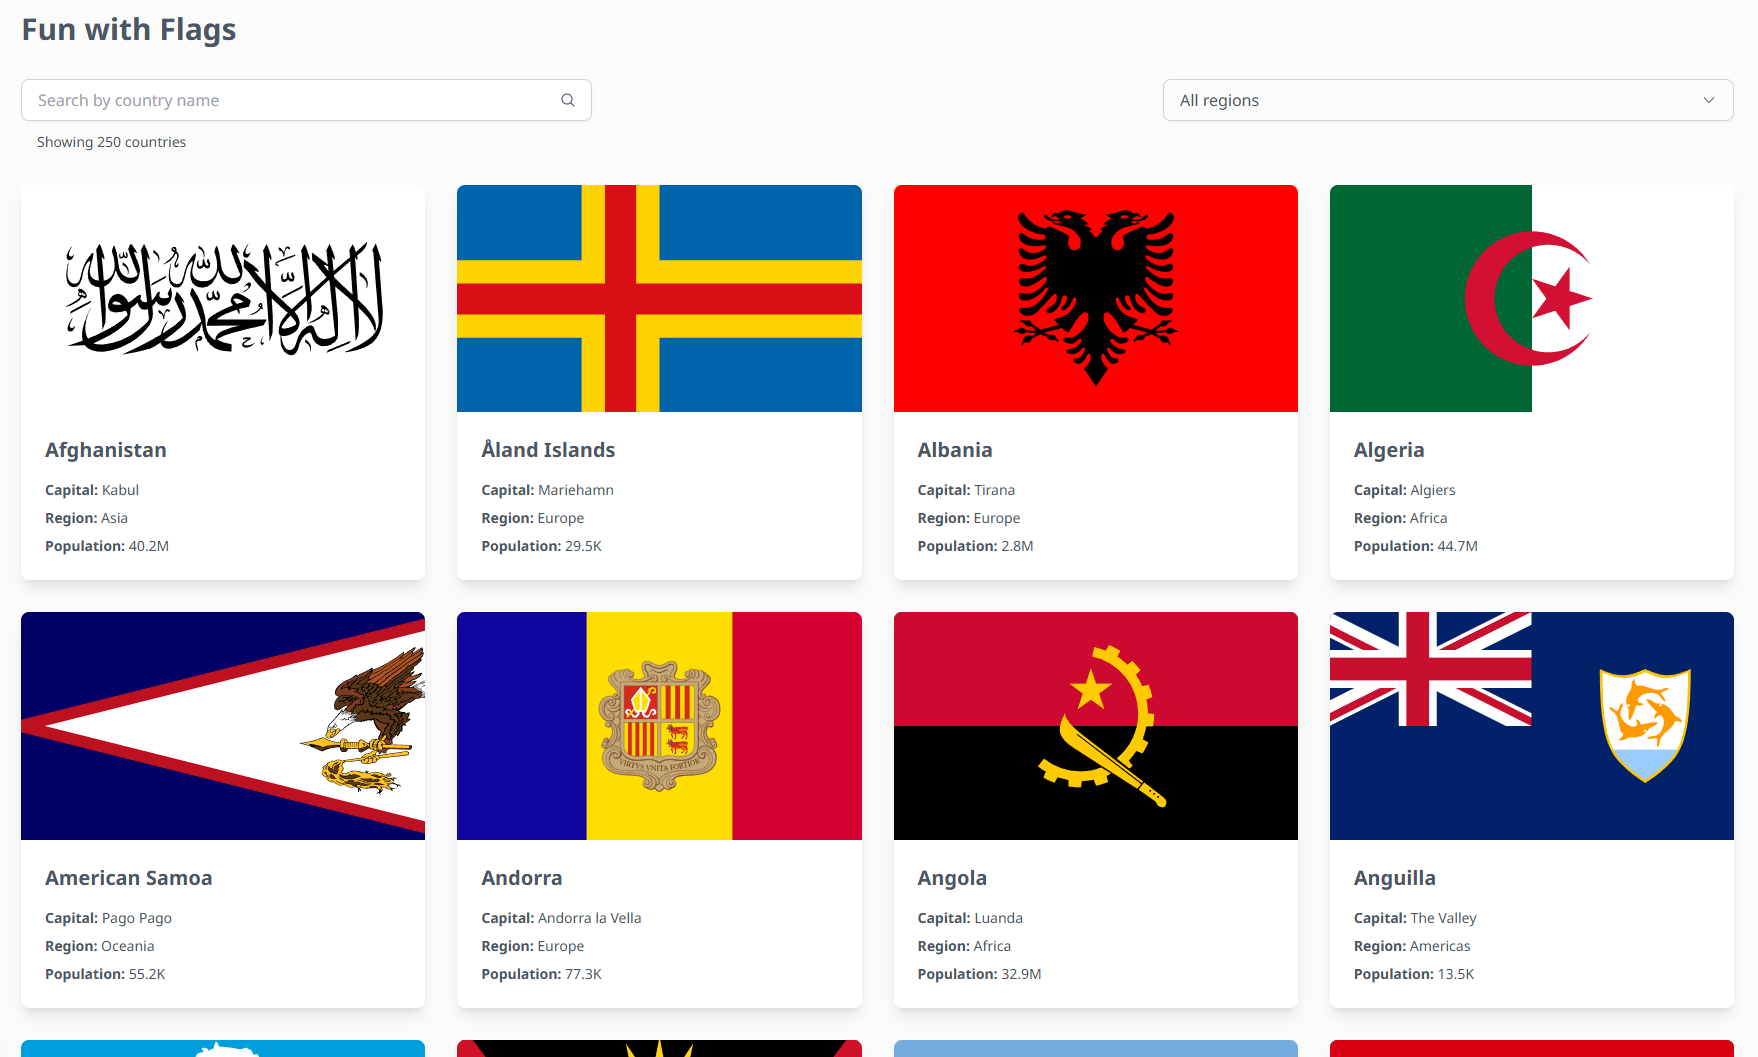 Fun with Flags
Search by country name
All regions
Showing 250 countries
لا إله إلا الله محمد رسول الله
Afghanistan
Capital: Kabul
Region: Asia
Population: 40.2M
Åland Islands
Capital: Mariehamn
Region: Europe
Population: 29.5K
Albania
Capital: Tirana
Region: Europe
Population: 2.8M
Algeria
Capital: Algiers
Region: Africa
Population: 44.7M
VIRTVS VNITA FORTIOR
American Samoa
Capital: Pago Pago
Region: Oceania
Population: 55.2K
Andorra
Capital: Andorra la Vella
Region: Europe
Population: 77.3K
Angola
Capital: Luanda
Region: Africa
Population: 32.9M
Anguilla
Capital: The Valley
Region: Americas
Population: 13.5K